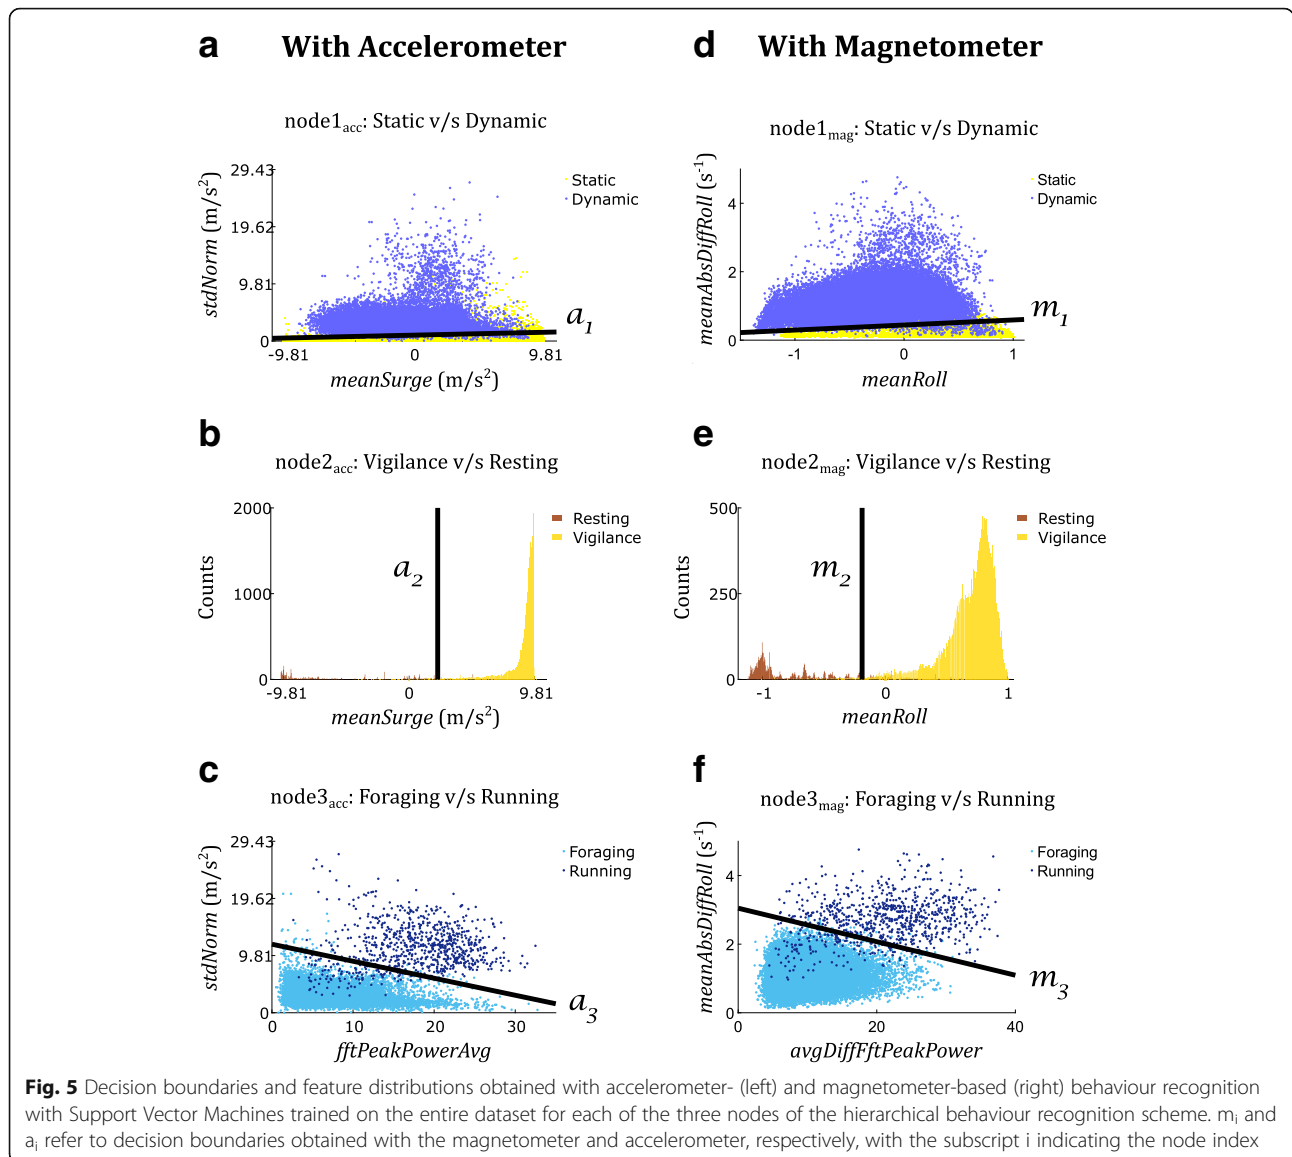 a With Accelerometer
node1acc: Static v/s Dynamic
stdNorm (m/s²)
29.43
19.62
9.81
0
-9.81 0 9.81
meanSurge (m/s²)
Static
Dynamic
a1
d With Magnetometer
node1mag: Static v/s Dynamic
meanAbsDiffRoll (s⁻¹)
4
2
0
-1 0 1
meanRoll
Static
Dynamic
m1
b
node2acc: Vigilance v/s Resting
Counts
2000
1000
0
-9.81 0 9.81
meanSurge (m/s²)
Resting
Vigilance
a2
e
node2mag: Vigilance v/s Resting
Counts
500
250
0
-1 0 1
meanRoll
Resting
Vigilance
m2
c
node3acc: Foraging v/s Running
stdNorm (m/s²)
29.43
19.62
9.81
0
0 10 20 30
fftPeakPowerAvg
Foraging
Running
a3
f
node3mag: Foraging v/s Running
meanAbsDiffRoll (s⁻¹)
4
2
0
0 20 40
avgDiffFftPeakPower
Foraging
Running
m3
Fig. 5 Decision boundaries and feature distributions obtained with accelerometer- (left) and magnetometer-based (right) behaviour recognition
with Support Vector Machines trained on the entire dataset for each of the three nodes of the hierarchical behaviour recognition scheme. mi and
ai refer to decision boundaries obtained with the magnetometer and accelerometer, respectively, with the subscript i indicating the node index